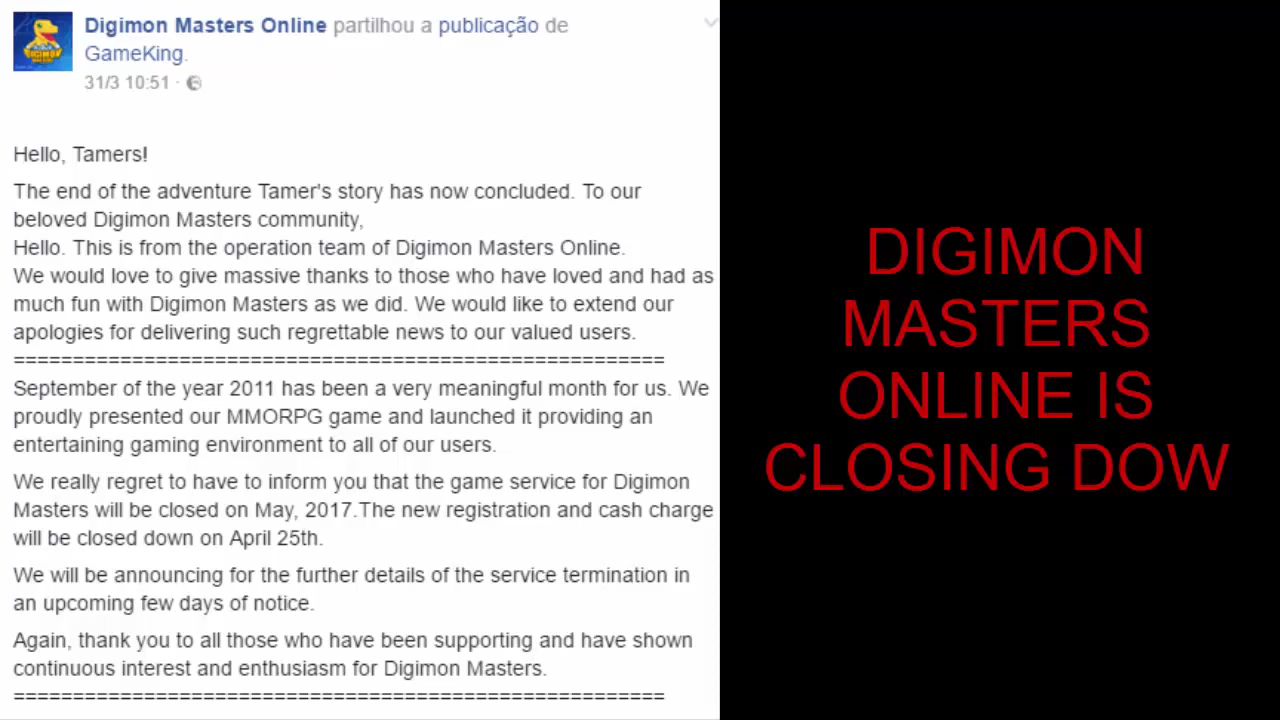 Digimon Masters Online partilhou a publicação de
GameKing.
31/3 10:51 ·
Hello, Tamers!
The end of the adventure Tamer's story has now concluded. To our
beloved Digimon Masters community,
Hello. This is from the operation team of Digimon Masters Online.
We would love to give massive thanks to those who have loved and had as
much fun with Digimon Masters as we did. We would like to extend our
apologies for delivering such regrettable news to our valued users.
=======================================================
September of the year 2011 has been a very meaningful month for us. We
proudly presented our MMORPG game and launched it providing an
entertaining gaming environment to all of our users.
We really regret to have to inform you that the game service for Digimon
Masters will be closed on May, 2017.The new registration and cash charge
will be closed down on April 25th.
We will be announcing for the further details of the service termination in
an upcoming few days of notice.
Again, thank you to all those who have been supporting and have shown
continuous interest and enthusiasm for Digimon Masters.
=======================================================
DIGIMON
MASTERS
ONLINE IS
CLOSING DOW